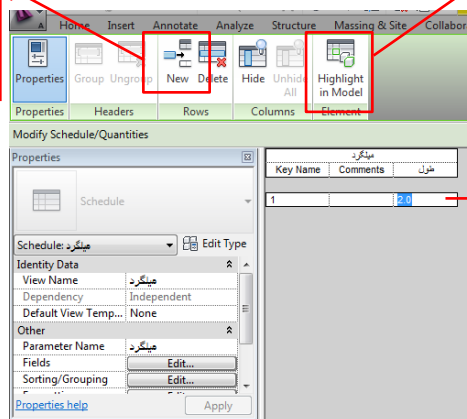 Home Insert Annotate Analyze Structure Massing & Site Collabor
Properties Group Ungroup New Delete Hide Unhide All Highlight in Model
Properties Headers Rows Columns Element
Modify Schedule/Quantities
Properties
Schedule
Schedule: میلگرد Edit Type
Identity Data
View Name میلگرد
Dependency Independent
Default View Temp... None
Other
Parameter Name میلگرد
Fields Edit...
Sorting/Grouping Edit...
Properties help Apply
میلگرد
Key Name Comments طول
1 2.0